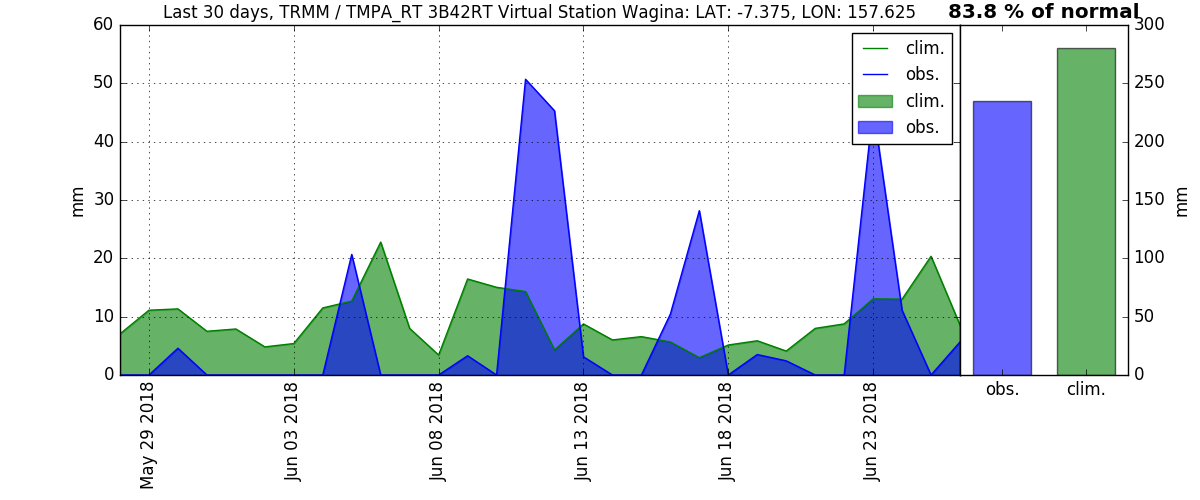 Last 30 days, TRMM / TMPA_RT 3B42RT Virtual Station Wagina: LAT: -7.375, LON: 157.625
83.8 % of normal
60
50
40
30
20
10
0
mm
clim.
obs.
clim.
obs.
May 29 2018
Jun 03 2018
Jun 08 2018
Jun 13 2018
Jun 18 2018
Jun 23 2018
300
250
200
150
100
50
0
mm
obs.
clim.